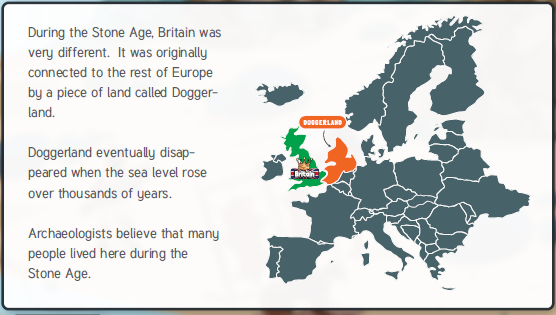 During the Stone Age, Britain was
very different. It was originally
connected to the rest of Europe
by a piece of land called Dogger-
land.
Doggerland eventually disap-
peared when the sea level rose
over thousands of years.
Archaeologists believe that many
people lived here during the
Stone Age.
DOGGERLAND
Britain